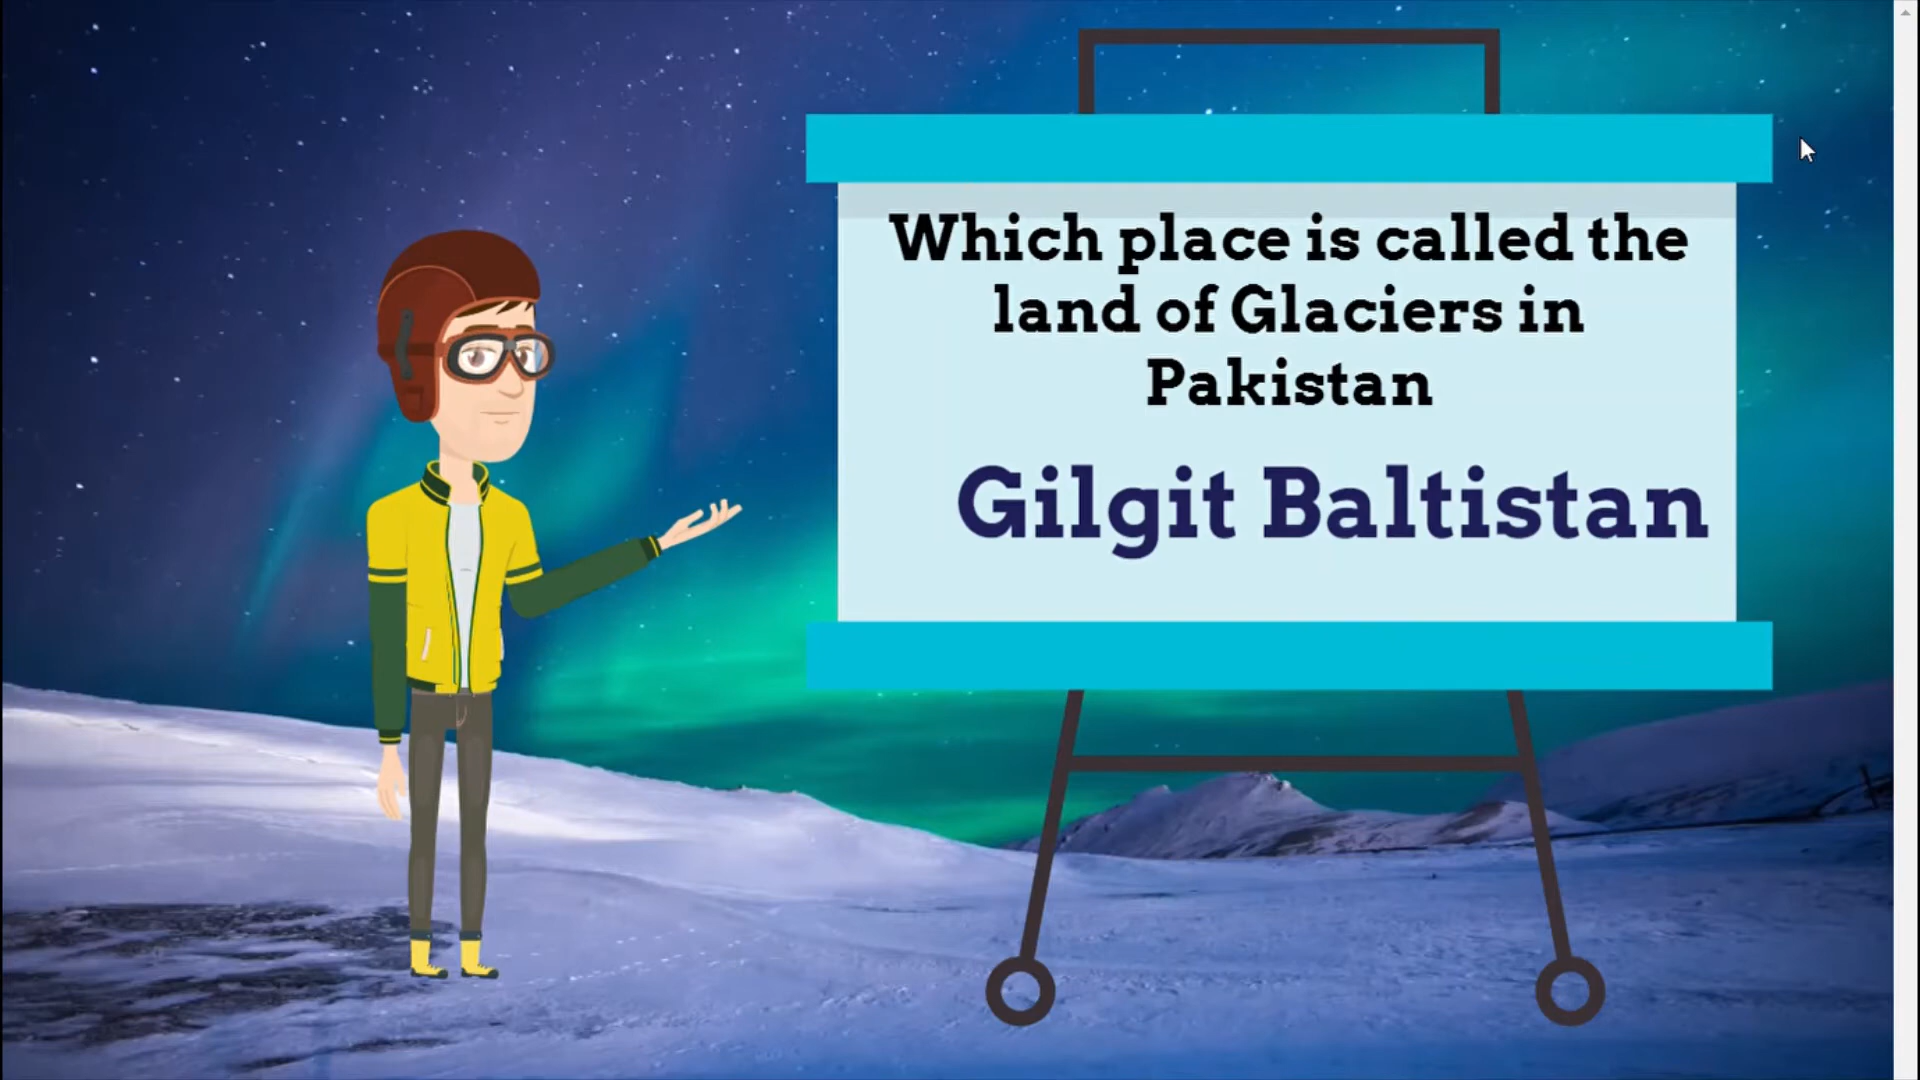 Which place is called the
land of Glaciers in
Pakistan
Gilgit Baltistan